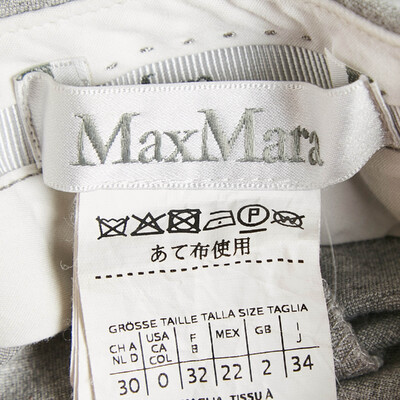 MaxMara
P
あて布使用
GRÖSSE TAILLE TALLA SIZE TAGLIA
CH A USA F MEX GB I
NL D CA B J
COL
30 0 32 22 2 34